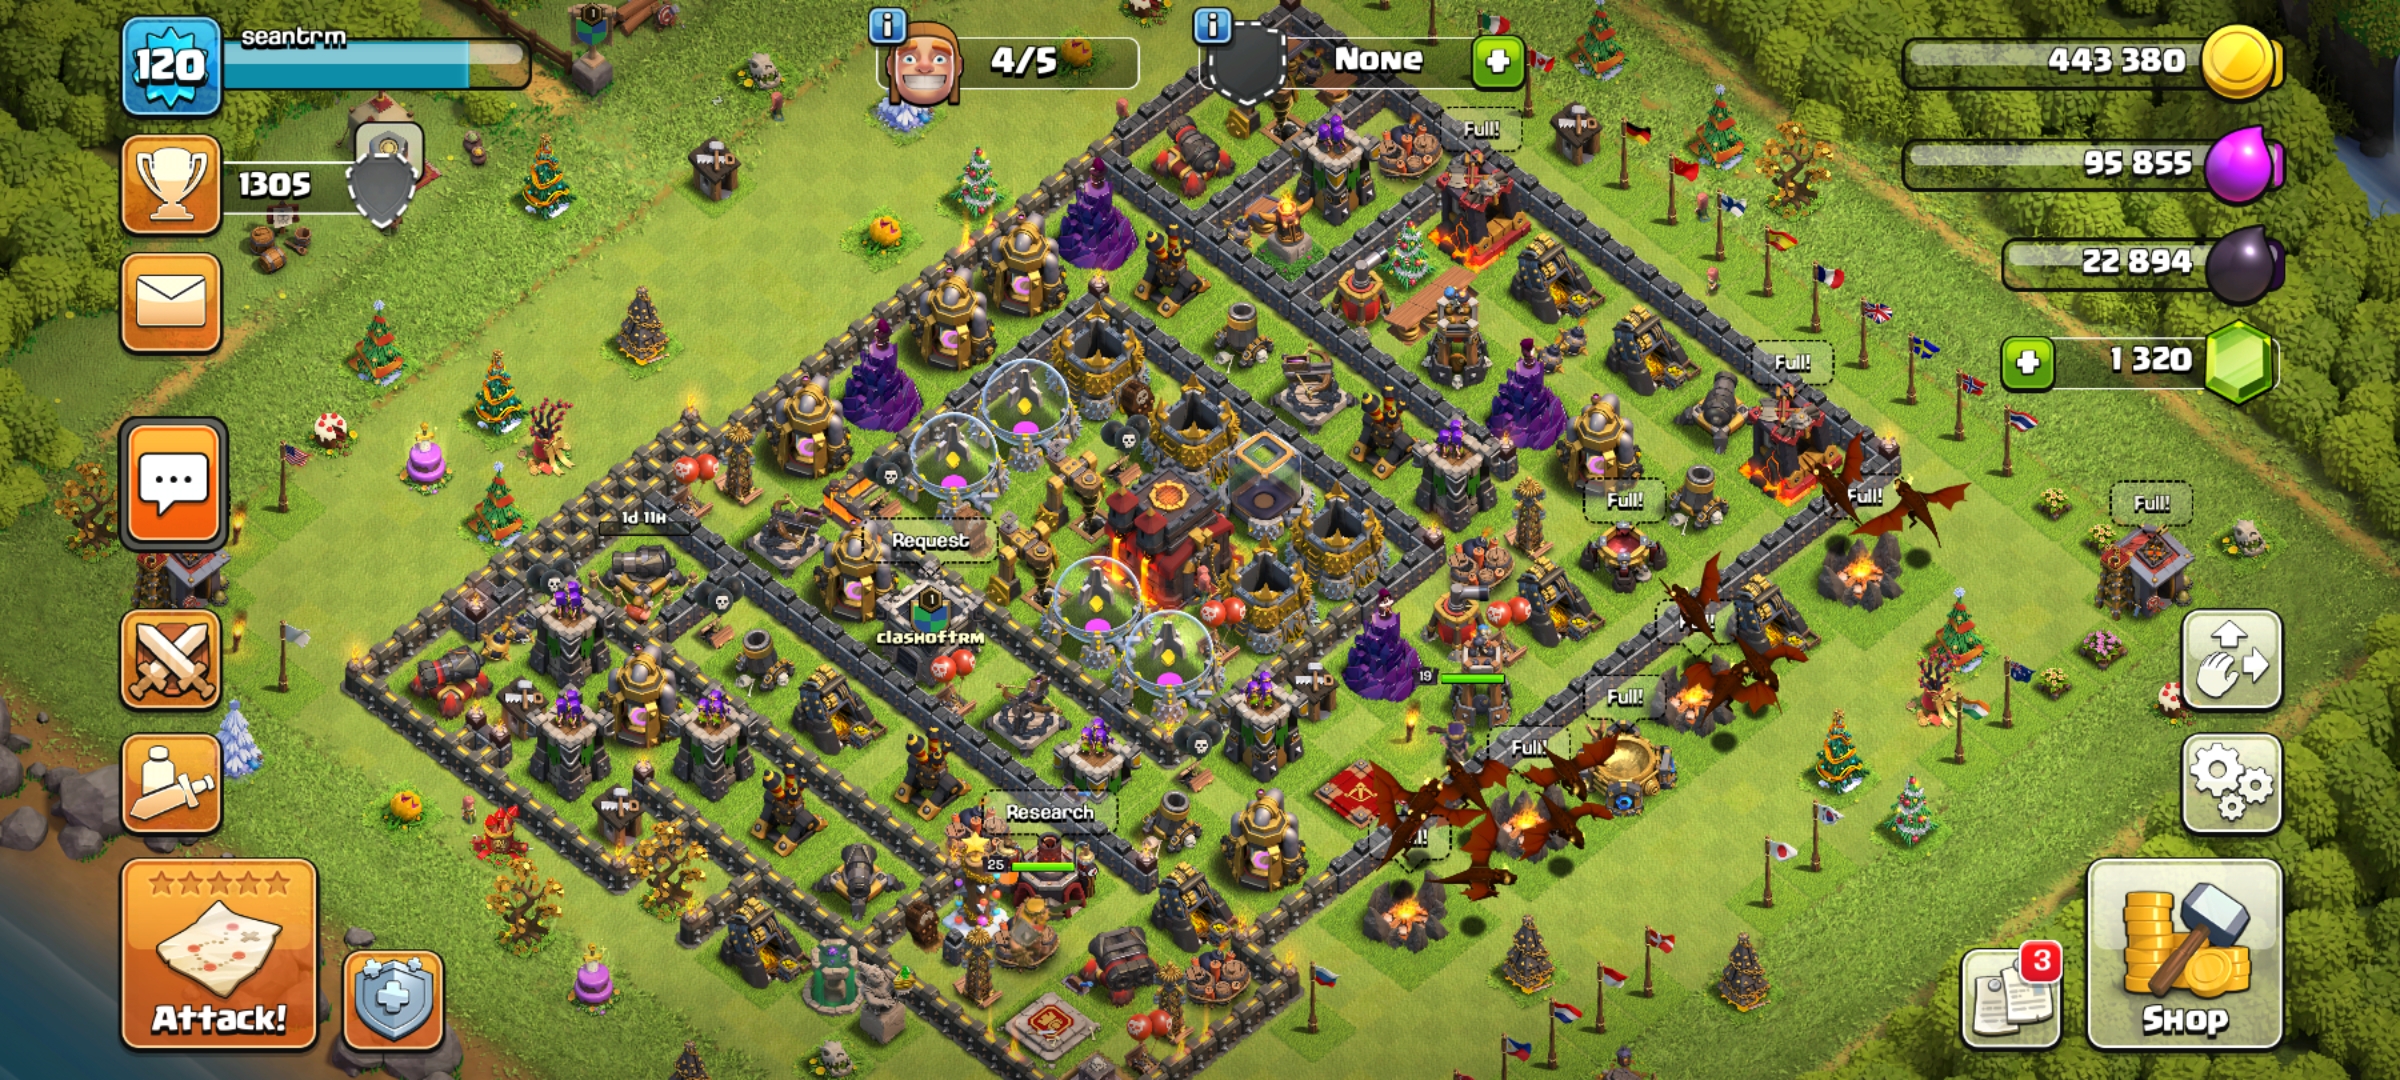 120
seantrm
4/5
None
443 380
1305
95 855
22 894
1 320
Full!
Full!
Full!
Full!
Full!
1d 11H
Request
clashoftrm
19
Full!
Full!
Research
25
Attack!
3
Shop